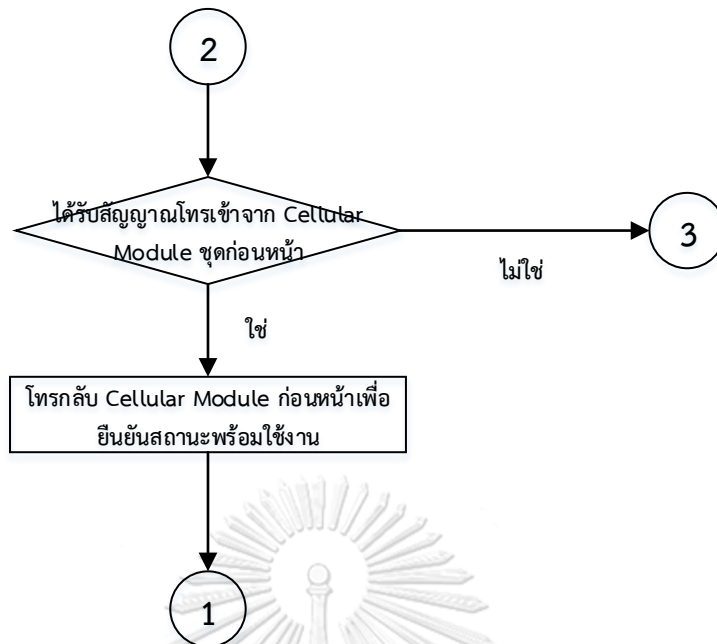 2
ได้รับสัญญาณโทรเข้าจาก Cellular
Module ชุดก่อนหน้า
3
ไม่ใช่
ใช่
โทรกลับ Cellular Module ก่อนหน้าเพื่อ
ยืนยันสถานะพร้อมใช้งาน
1